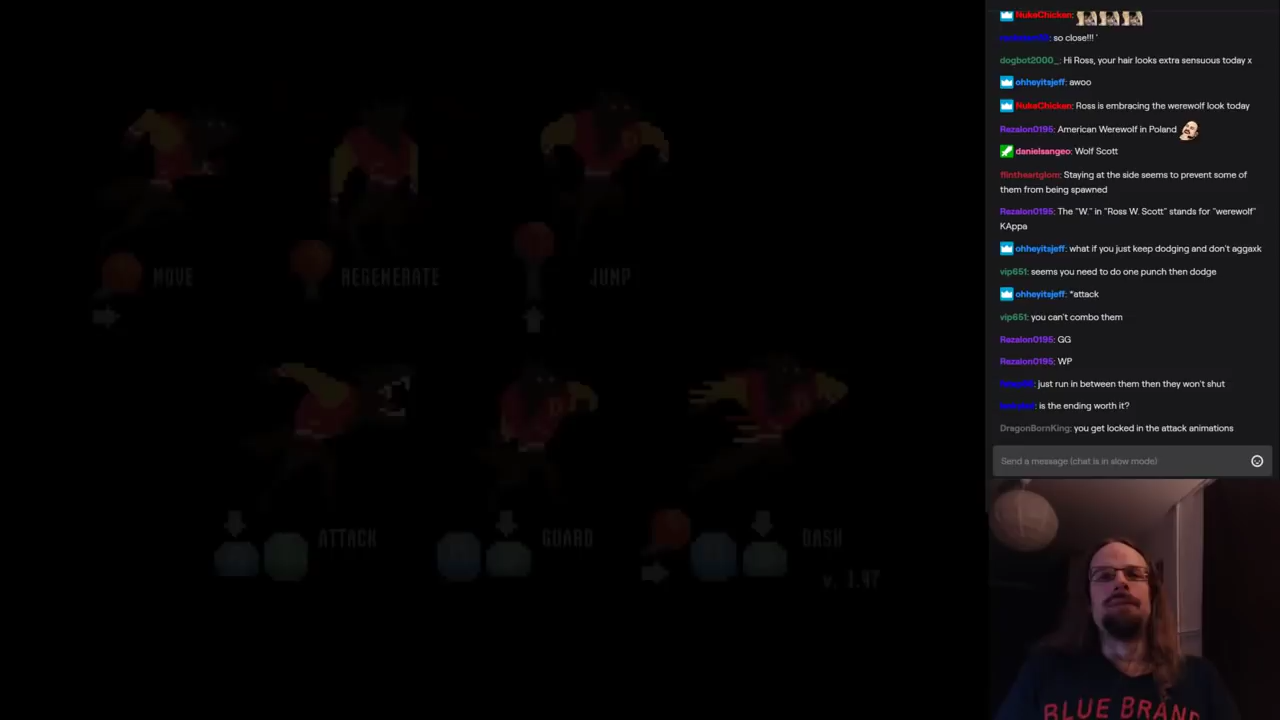 MOVE
REGENERATE
JUMP
ATTACK
GUARD
DASH
v. 1.47
NukeChicken:
: so close!!! '
dogbot2000_: Hi Ross, your hair looks extra sensuous today x
ohheyitsjeff: awoo
NukeChicken: Ross is embracing the werewolf look today
Rezalon0195: American Werewolf in Poland
danielsangeo: Wolf Scott
flintheartglom: Staying at the side seems to prevent some of
them from being spawned
Rezalon0195: The "W." in "Ross W. Scott" stands for "werewolf"
KAppa
ohheyitsjeff: what if you just keep dodging and don't aggaxk
vip651: seems you need to do one punch then dodge
ohheyitsjeff: *attack
vip651: you can't combo them
Rezalon0195: GG
Rezalon0195: WP
: just run in between them then they won't shut
: is the ending worth it?
DragonBornKing: you get locked in the attack animations
Send a message (chat is in slow mode)
BLUE BRAND